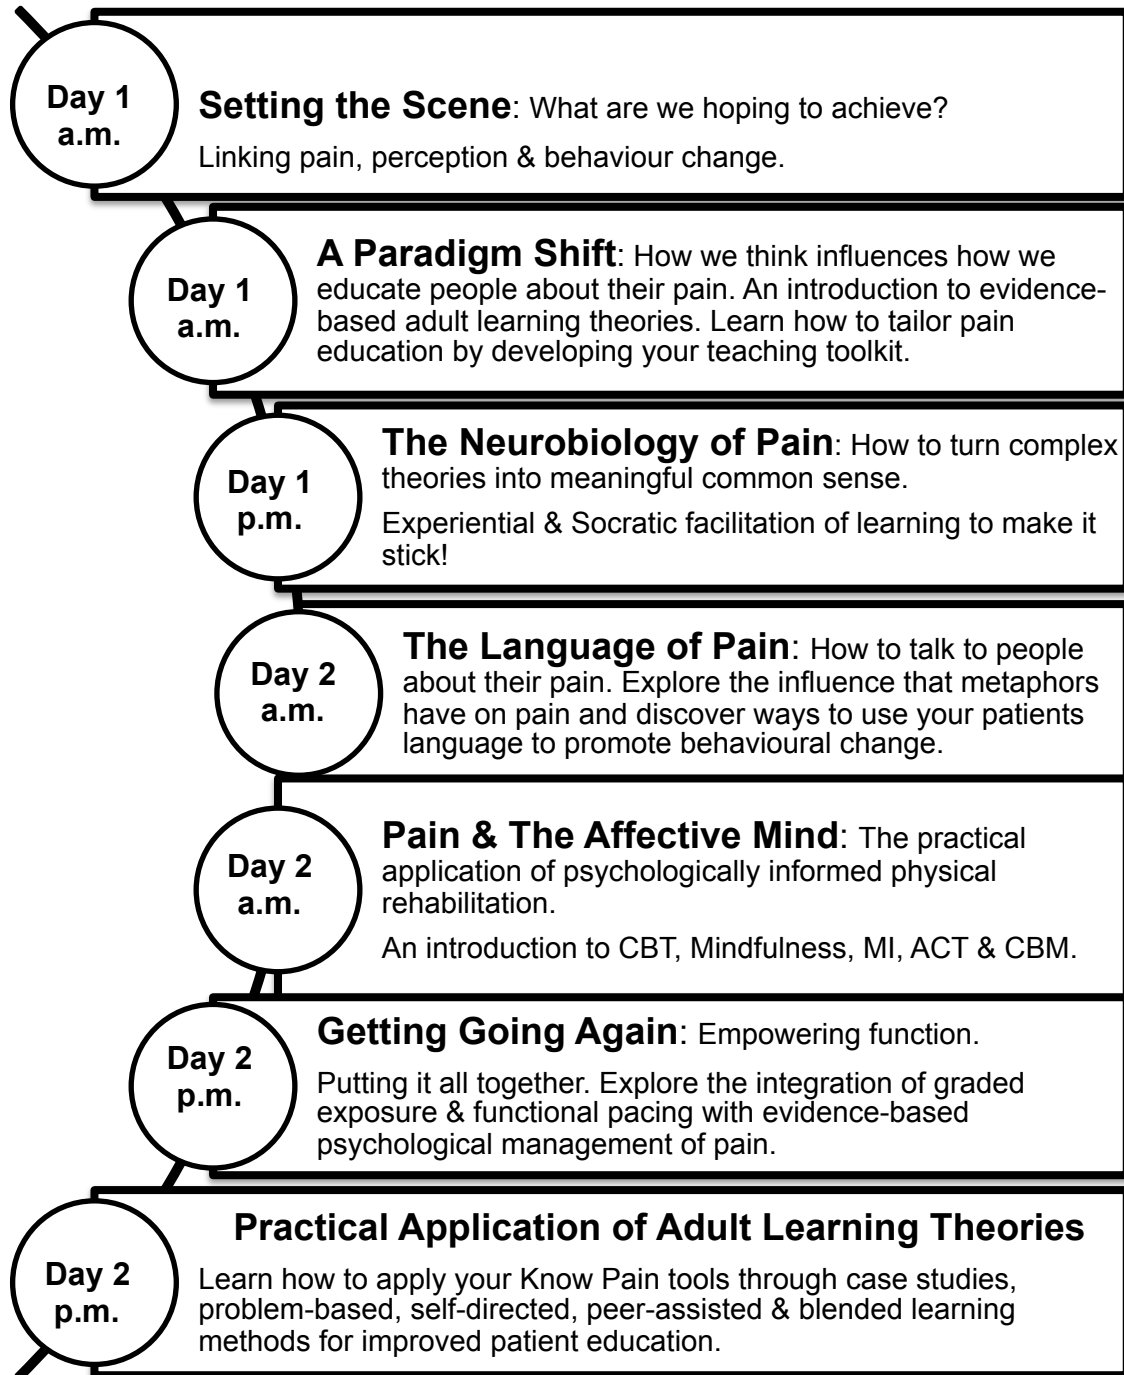 Day 1
a.m.
Setting the Scene: What are we hoping to achieve?
Linking pain, perception & behaviour change.
Day 1
a.m.
A Paradigm Shift: How we think influences how we
educate people about their pain. An introduction to evidence-
based adult learning theories. Learn how to tailor pain
education by developing your teaching toolkit.
Day 1
p.m.
The Neurobiology of Pain: How to turn complex
theories into meaningful common sense.
Experiential & Socratic facilitation of learning to make it
stick!
Day 2
a.m.
The Language of Pain: How to talk to people
about their pain. Explore the influence that metaphors
have on pain and discover ways to use your patients
language to promote behavioural change.
Day 2
a.m.
Pain & The Affective Mind: The practical
application of psychologically informed physical
rehabilitation.
An introduction to CBT, Mindfulness, MI, ACT & CBM.
Day 2
p.m.
Getting Going Again: Empowering function.
Putting it all together. Explore the integration of graded
exposure & functional pacing with evidence-based
psychological management of pain.
Day 2
p.m.
Practical Application of Adult Learning Theories
Learn how to apply your Know Pain tools through case studies,
problem-based, self-directed, peer-assisted & blended learning
methods for improved patient education.